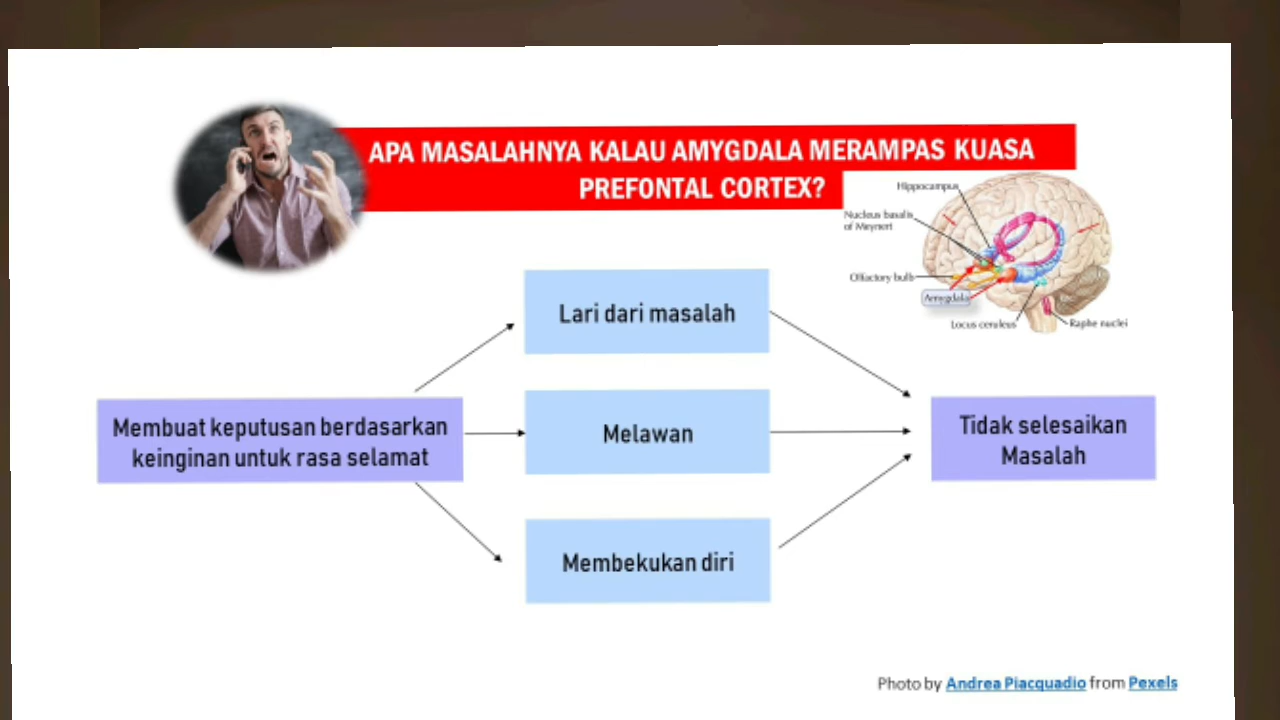 APA MASALAHNYA KALAU AMYGDALA MERAMPAS KUASA
PREFONTAL CORTEX?
Hippocampus
Nucleus basalis
of Meynert
Olfactory bulb
Amygdala
Locus ceruleus
Raphe nuclei
Lari dari masalah
Membuat keputusan berdasarkan
keinginan untuk rasa selamat
Melawan
Tidak selesaikan
Masalah
Membekukan diri
Photo by Andrea Piacquadio from Pexels